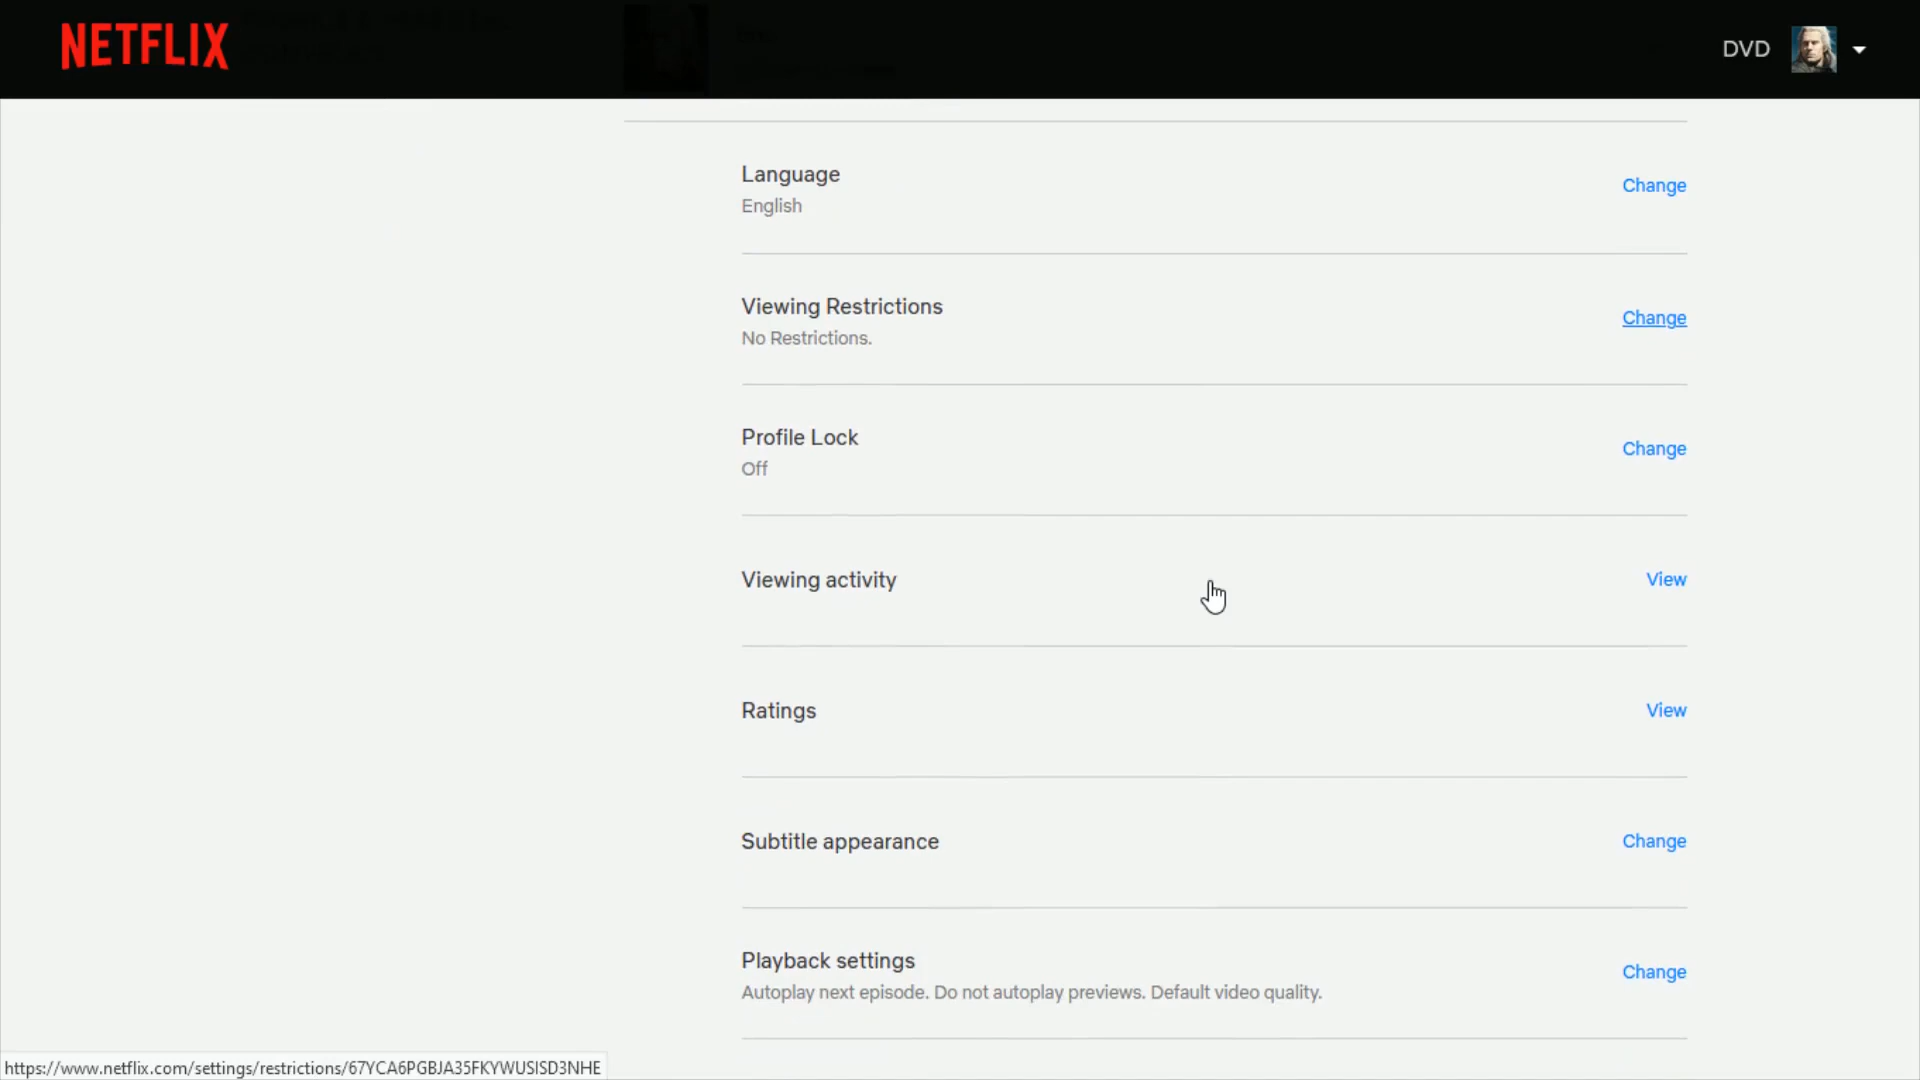 NETFLIX
DVD
Language
English
Change
Viewing Restrictions
No Restrictions.
Change
Profile Lock
Off
Change
Viewing activity
View
Ratings
View
Subtitle appearance
Change
Playback settings
Autoplay next episode. Do not autoplay previews. Default video quality.
Change
https://www.netflix.com/settings/restrictions/67YCA6PGBJA35FKYWUSISD3NHE